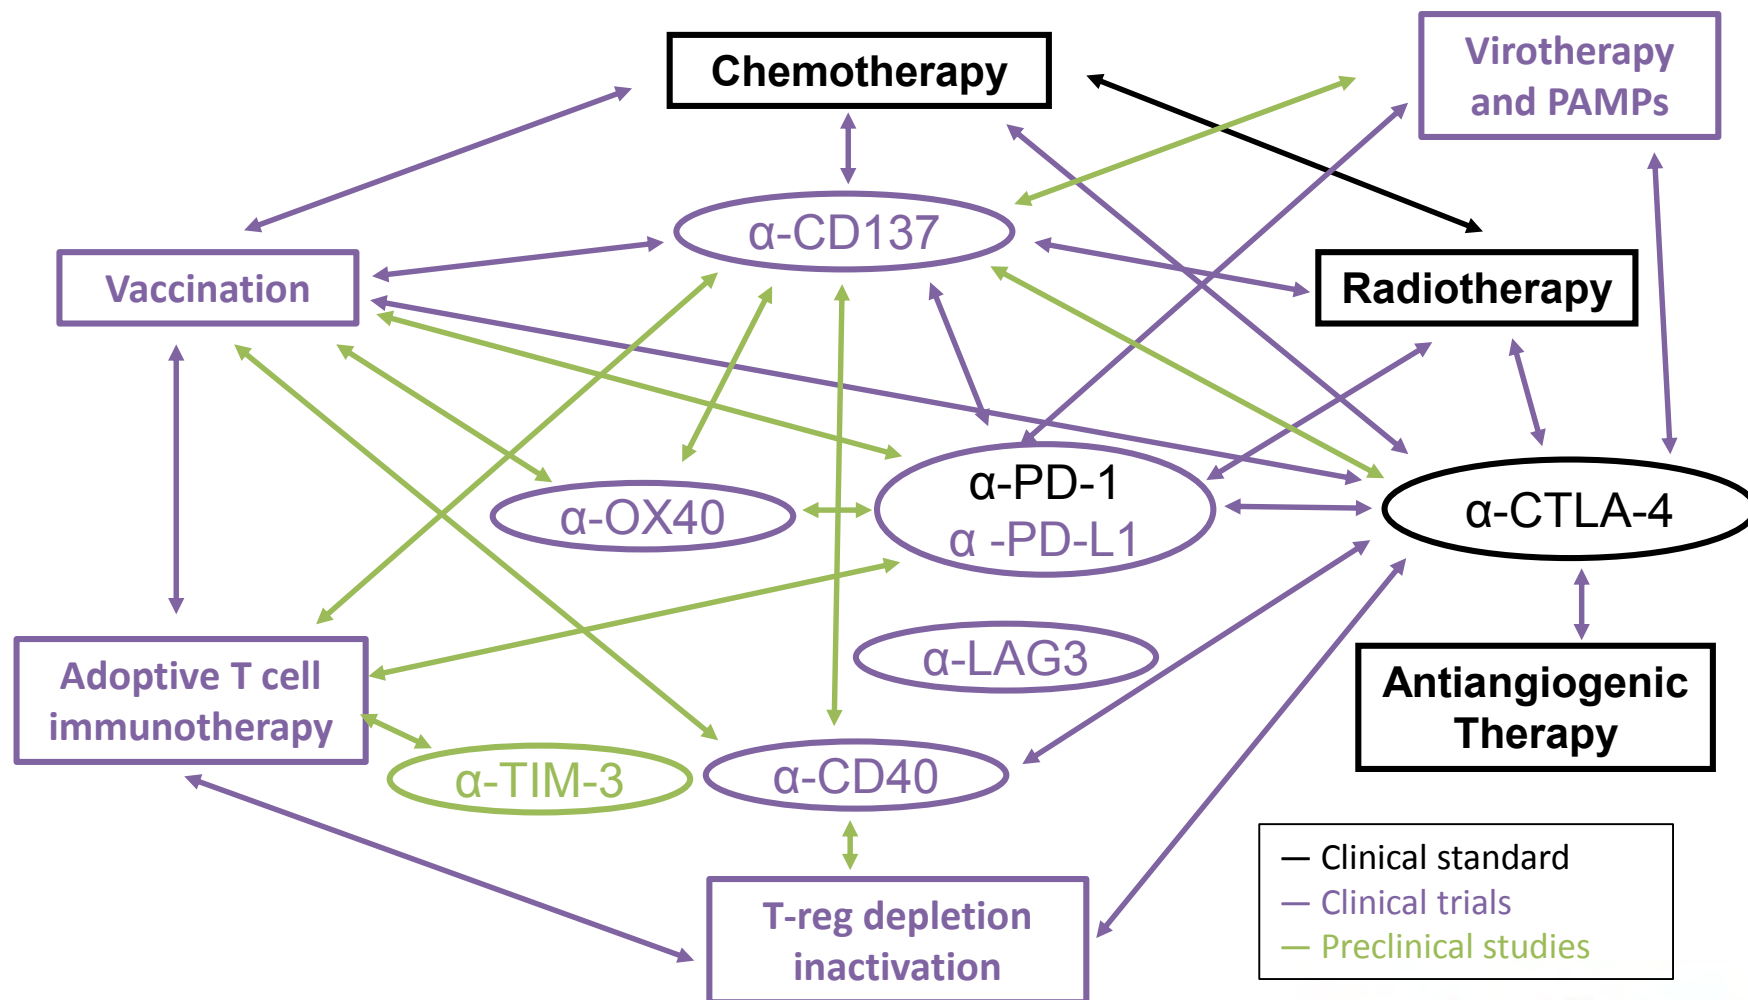 Chemotherapy
Virotherapy
and PAMPs
α-CD137
Vaccination
Radiotherapy
α-PD-1
α -PD-L1
α-OX40
α-CTLA-4
α-LAG3
Adoptive T cell
immunotherapy
Antiangiogenic
Therapy
α-TIM-3
α-CD40
T-reg depletion
inactivation
— Clinical standard
— Clinical trials
— Preclinical studies